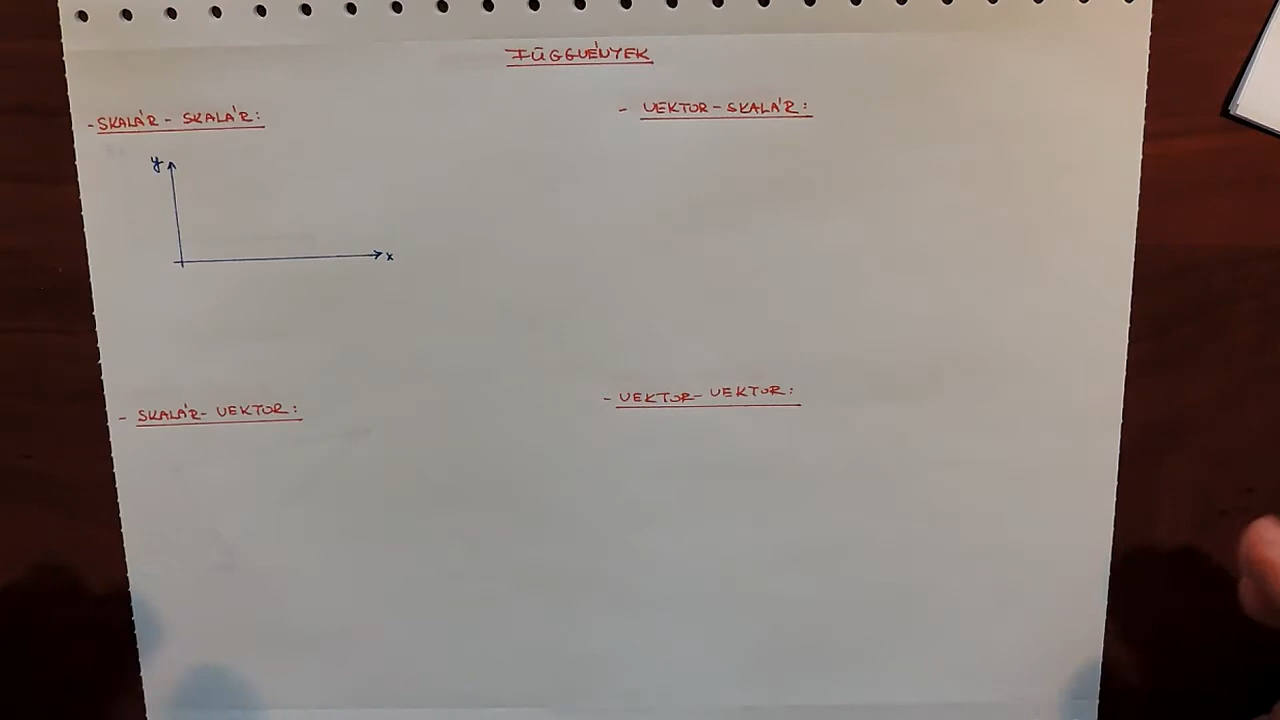 FÜGGVÉNYEK
- SKALÁR - SKALÁR:
y
x
- VEKTOR - SKALÁR:
- SKALÁR - VEKTOR:
- VEKTOR - VEKTOR: